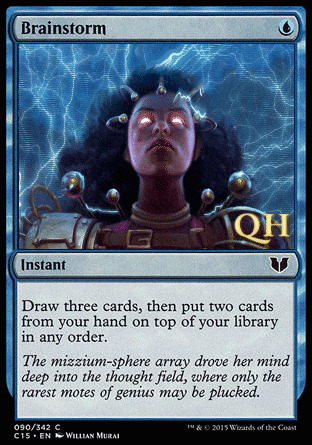 Brainstorm
QH
Instant
Draw three cards, then put two cards
from your hand on top of your library
in any order.
The mizzium-sphere array drove her mind
deep into the thought field, where only the
rarest motes of genius may be plucked.
090/342 C
C15 • EN Willian Murai
™ & © 2015 Wizards of the Coast